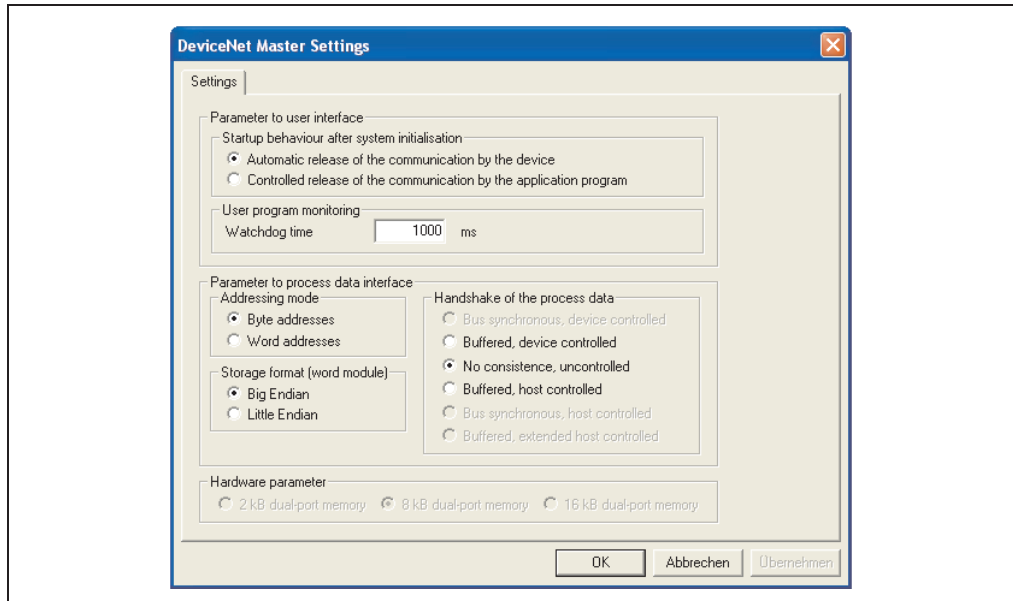 DeviceNet Master Settings
Settings
Parameter to user interface
Startup behaviour after system initialisation
Automatic release of the communication by the device
Controlled release of the communication by the application program
User program monitoring
Watchdog time 1000 ms
Parameter to process data interface
Addressing mode
Byte addresses
Word addresses
Storage format (word module)
Big Endian
Little Endian
Handshake of the process data
Bus synchronous, device controlled
Buffered, device controlled
No consistence, uncontrolled
Buffered, host controlled
Bus synchronous, host controlled
Buffered, extended host controlled
Hardware parameter
2 kB dual-port memory 8 kB dual-port memory 16 kB dual-port memory
OK Abbrechen Übernehmen